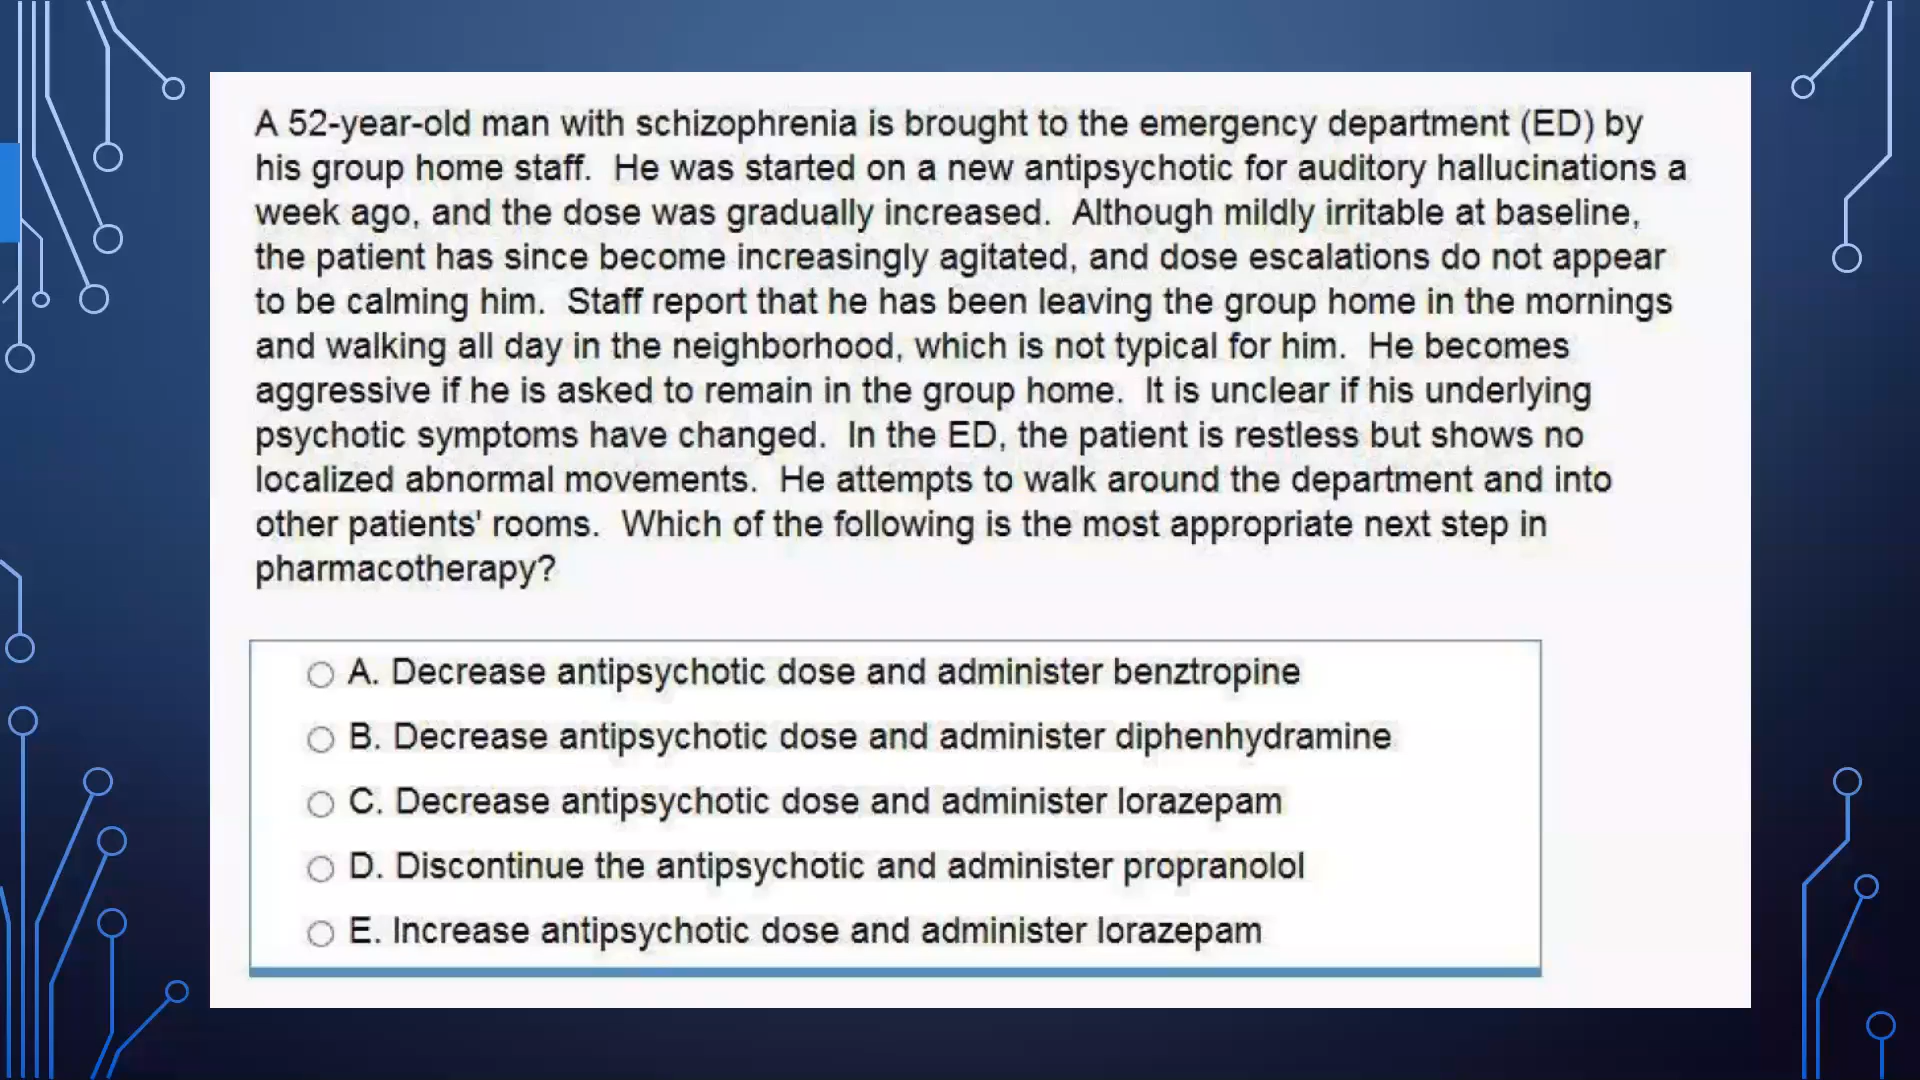 A 52-year-old man with schizophrenia is brought to the emergency department (ED) by
his group home staff.  He was started on a new antipsychotic for auditory hallucinations a
week ago, and the dose was gradually increased.  Although mildly irritable at baseline,
the patient has since become increasingly agitated, and dose escalations do not appear
to be calming him.  Staff report that he has been leaving the group home in the mornings
and walking all day in the neighborhood, which is not typical for him.  He becomes
aggressive if he is asked to remain in the group home.  It is unclear if his underlying
psychotic symptoms have changed.  In the ED, the patient is restless but shows no
localized abnormal movements.  He attempts to walk around the department and into
other patients' rooms.  Which of the following is the most appropriate next step in
pharmacotherapy?
A. Decrease antipsychotic dose and administer benztropine
B. Decrease antipsychotic dose and administer diphenhydramine
C. Decrease antipsychotic dose and administer lorazepam
D. Discontinue the antipsychotic and administer propranolol
E. Increase antipsychotic dose and administer lorazepam